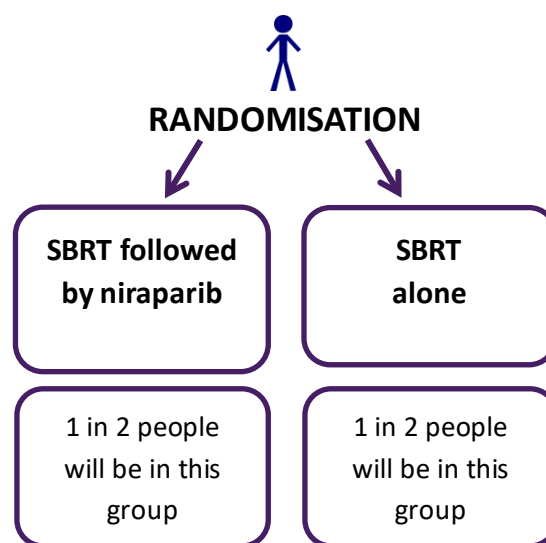 RANDOMISATION
SBRT followed
by niraparib
SBRT
alone
1 in 2 people
will be in this
group
1 in 2 people
will be in this
group